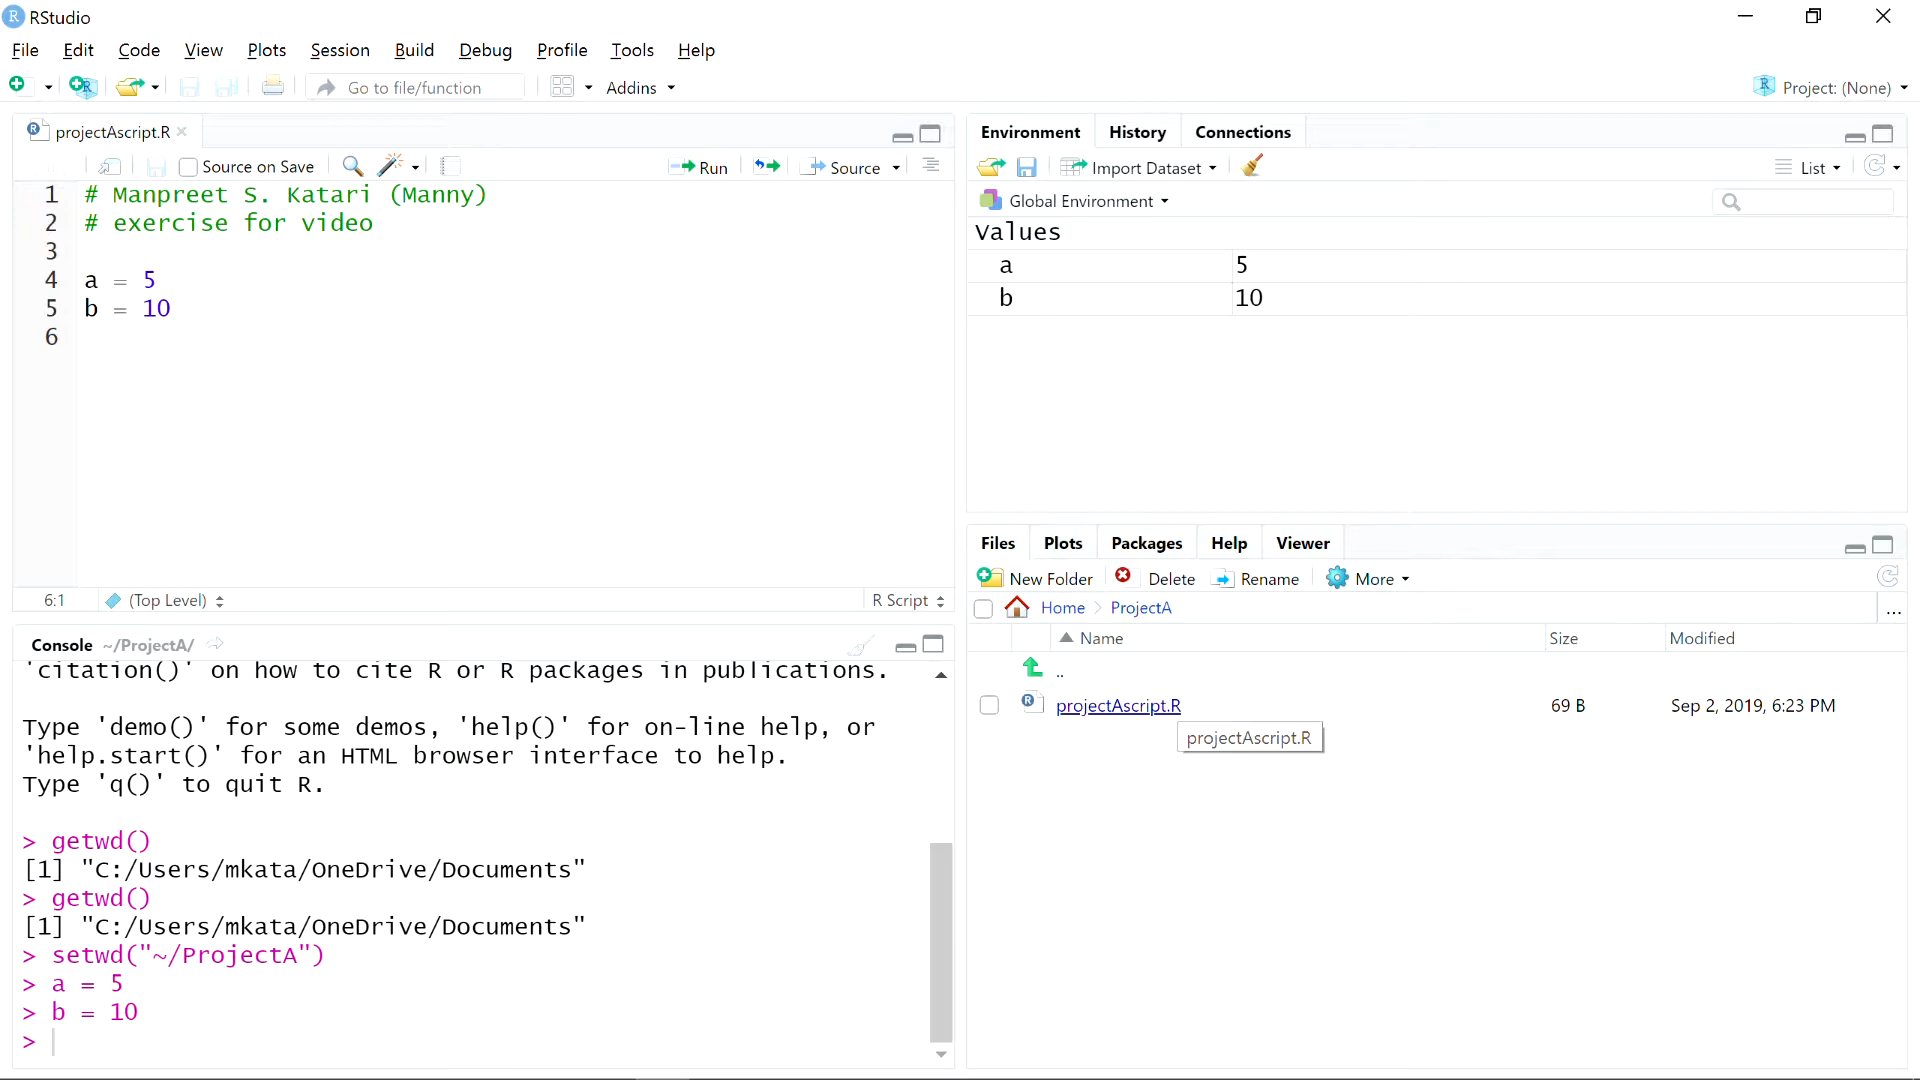 RStudio
File Edit Code View Plots Session Build Debug Profile Tools Help
Go to file/function Addins Project: (None)
projectAscript.R
Source on Save Run Source
1 # Manpreet S. Katari (Manny)
2 # exercise for video
3
4 a = 5
5 b = 10
6
6:1 (Top Level) R Script
Console ~/ProjectA/
'citation()' on how to cite R or R packages in publications.
Type 'demo()' for some demos, 'help()' for on-line help, or
'help.start()' for an HTML browser interface to help.
Type 'q()' to quit R.
> getwd()
[1] "C:/Users/mkata/OneDrive/Documents"
> getwd()
[1] "C:/Users/mkata/OneDrive/Documents"
> setwd("~/ProjectA")
> a = 5
> b = 10
>
Environment History Connections
Import Dataset List
Global Environment
Values
a 5
b 10
Files Plots Packages Help Viewer
New Folder Delete Rename More
Home ProjectA ...
Name Size Modified
..
projectAscript.R 69 B Sep 2, 2019, 6:23 PM
projectAscript.R